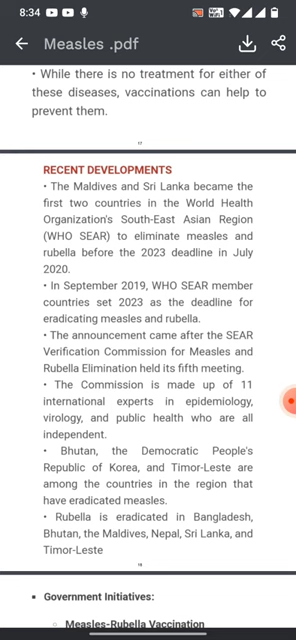 8:34
Measles .pdf
• While there is no treatment for either of
these diseases, vaccinations can help to
prevent them.
17
RECENT DEVELOPMENTS
• The Maldives and Sri Lanka became the
first two countries in the World Health
Organization's South-East Asian Region
(WHO SEAR) to eliminate measles and
rubella before the 2023 deadline in July
2020.
• In September 2019, WHO SEAR member
countries set 2023 as the deadline for
eradicating measles and rubella.
• The announcement came after the SEAR
Verification Commission for Measles and
Rubella Elimination held its fifth meeting.
• The Commission is made up of 11
international experts in epidemiology,
virology, and public health who are all
independent.
• Bhutan, the Democratic People's
Republic of Korea, and Timor-Leste are
among the countries in the region that
have eradicated measles.
• Rubella is eradicated in Bangladesh,
Bhutan, the Maldives, Nepal, Sri Lanka, and
Timor-Leste
18
▪ Government Initiatives:
○ Measles-Rubella Vaccination